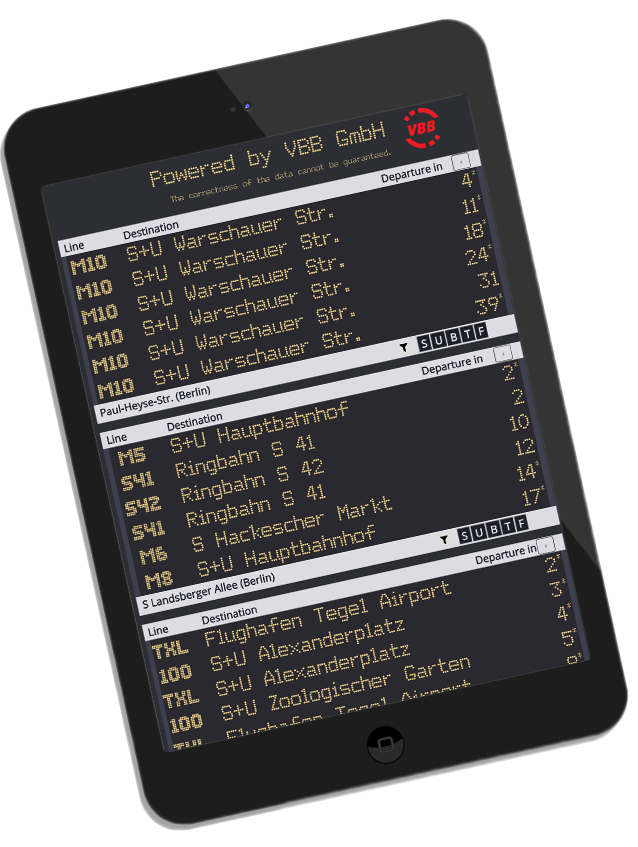 Powered by VBB GmbH
VBB
The correctness of the data cannot be guaranteed.
Line Destination Departure in
M10 S+U Warschauer Str. 4*
M10 S+U Warschauer Str. 11*
M10 S+U Warschauer Str. 18*
M10 S+U Warschauer Str. 24*
M10 S+U Warschauer Str. 31
M10 S+U Warschauer Str. 39*
Paul-Heyse-Str. (Berlin) S U B T F
Line Destination Departure in
M5 S+U Hauptbahnhof 2*
S41 Ringbahn S 41 2
S42 Ringbahn S 42 10
S41 Ringbahn S 41 12
M6 S Hackescher Markt 14*
M8 S+U Hauptbahnhof 17*
S Landsberger Allee (Berlin) S U B T F
Line Destination Departure in
TXL Flughafen Tegel Airport 2*
100 S+U Alexanderplatz 3*
TXL S+U Alexanderplatz 4*
100 S+U Zoologischer Garten 5*
TXL Flughafen Tegel Airport